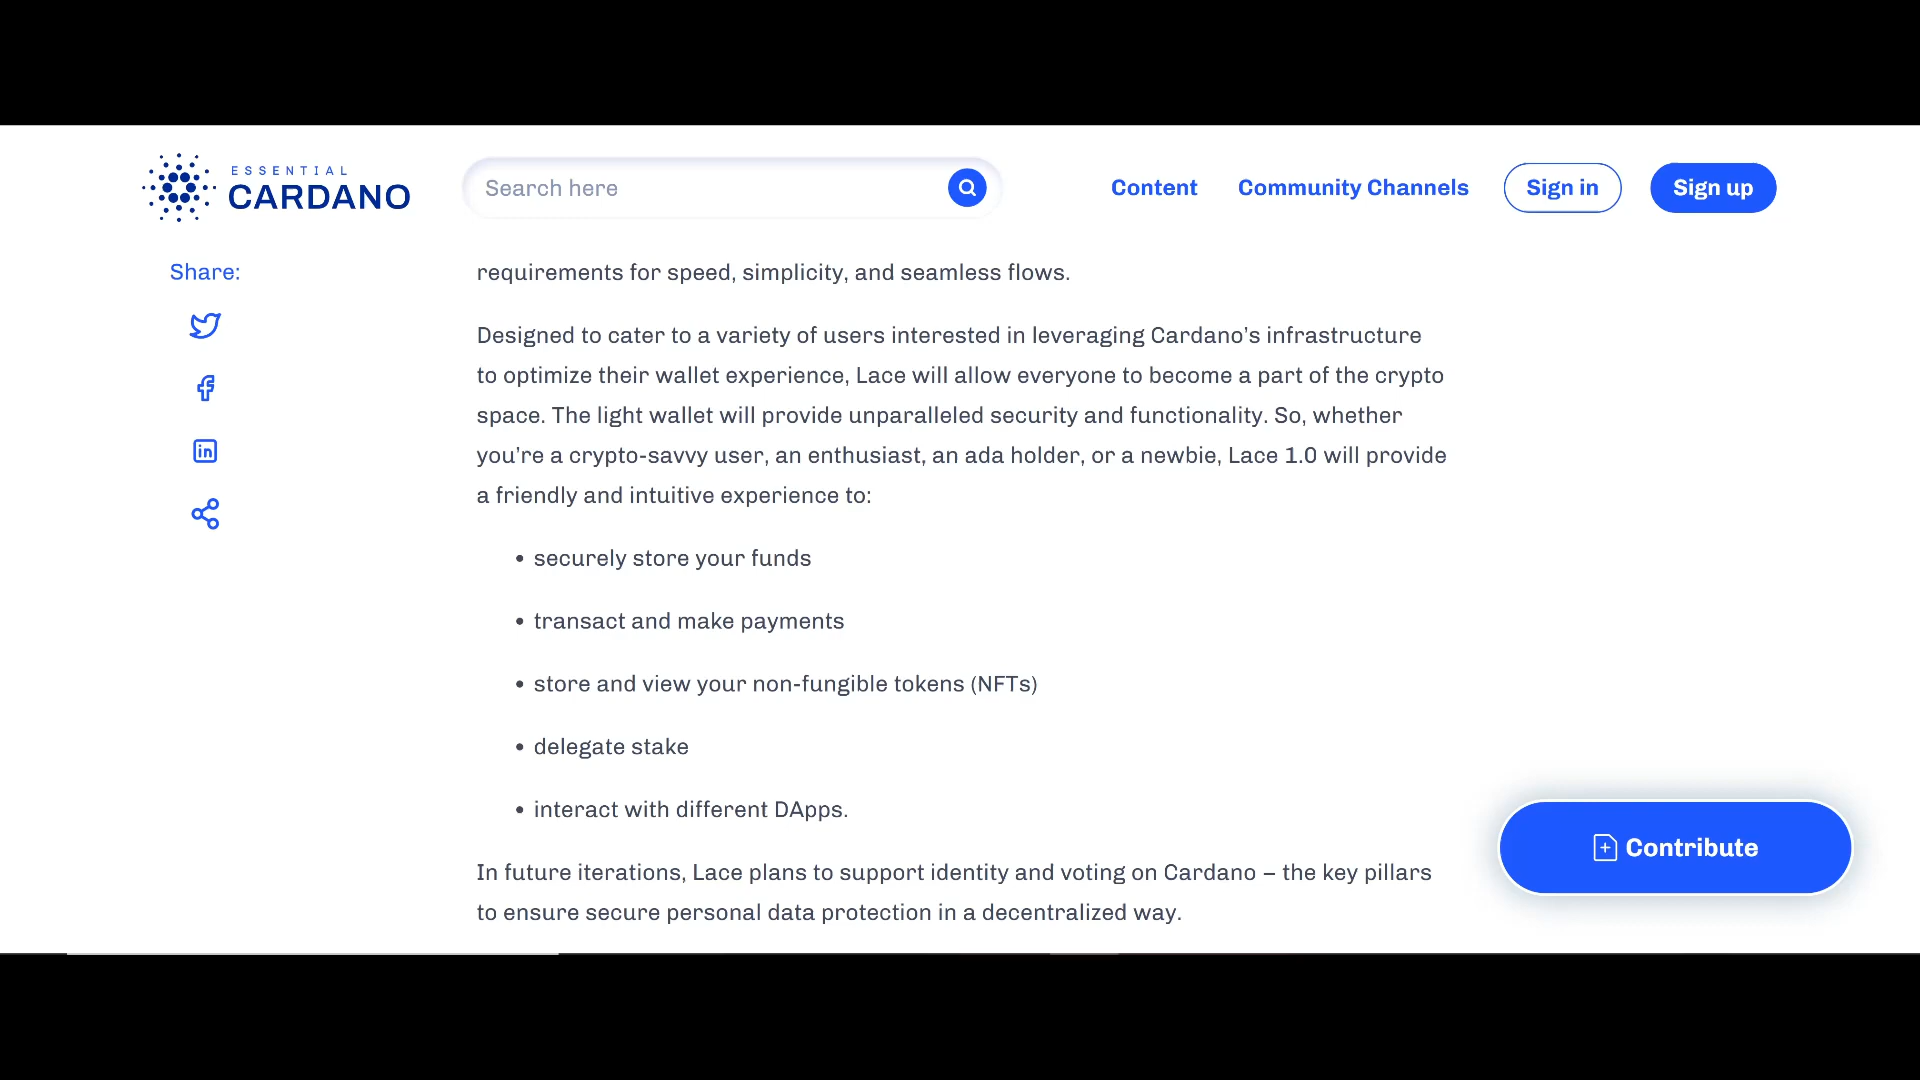 ESSENTIAL
CARDANO
Search here
Content
Community Channels
Sign in
Sign up
Share:
requirements for speed, simplicity, and seamless flows.
Designed to cater to a variety of users interested in leveraging Cardano’s infrastructure
to optimize their wallet experience, Lace will allow everyone to become a part of the crypto
space. The light wallet will provide unparalleled security and functionality. So, whether
you’re a crypto-savvy user, an enthusiast, an ada holder, or a newbie, Lace 1.0 will provide
a friendly and intuitive experience to:
• securely store your funds
• transact and make payments
• store and view your non-fungible tokens (NFTs)
• delegate stake
• interact with different DApps.
In future iterations, Lace plans to support identity and voting on Cardano – the key pillars
to ensure secure personal data protection in a decentralized way.
Contribute